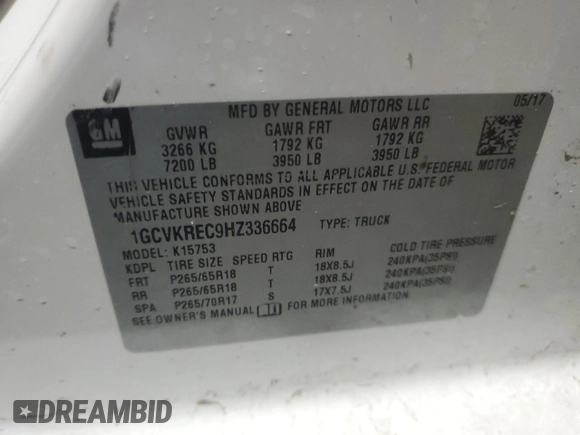 MFD BY GENERAL MOTORS LLC 05/17
GM
GVWR GAWR FRT GAWR RR
3266 KG 1792 KG 1792 KG
7200 LB 3950 LB 3950 LB
THIS VEHICLE CONFORMS TO ALL APPLICABLE U.S. FEDERAL MOTOR
VEHICLE SAFETY STANDARDS IN EFFECT ON THE DATE OF
MANUFACTURE SHOWN ABOVE
1GCVKREC9HZ336664 TYPE: TRUCK
MODEL: K15753
KDPL TIRE SIZE SPEED RTG RIM COLD TIRE PRESSURE
FRT P265/65R18 T 18X8.5J 240KPA(35PSI)
RR P265/65R18 T 18X8.5J 240KPA(35PSI)
SPA P265/70R17 S 17X7.5J 240KPA(35PSI)
SEE OWNER'S MANUAL FOR MORE INFORMATION
DREAMBID